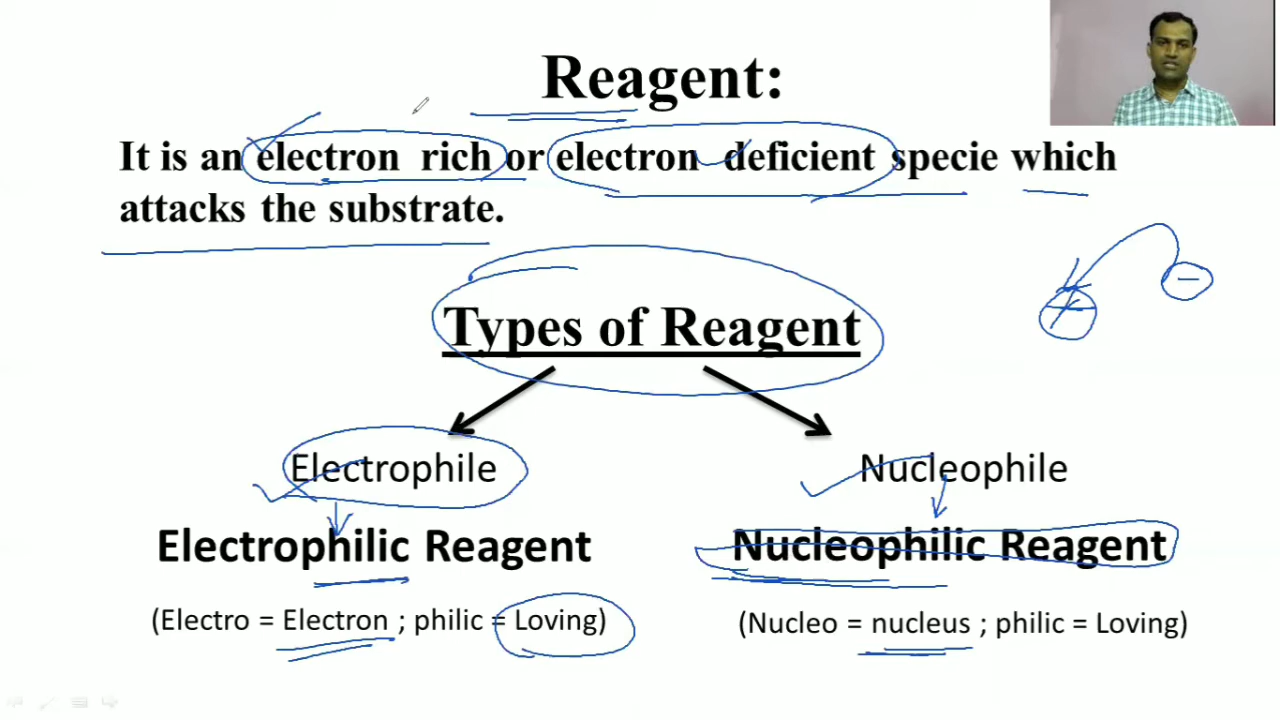 Reagent:
It is an electron rich or electron deficient specie which
attacks the substrate.
Types of Reagent
Electrophile
Nucleophile
Electrophilic Reagent
Nucleophilic Reagent
(Electro = Electron ; philic = Loving)
(Nucleo = nucleus ; philic = Loving)
+
−